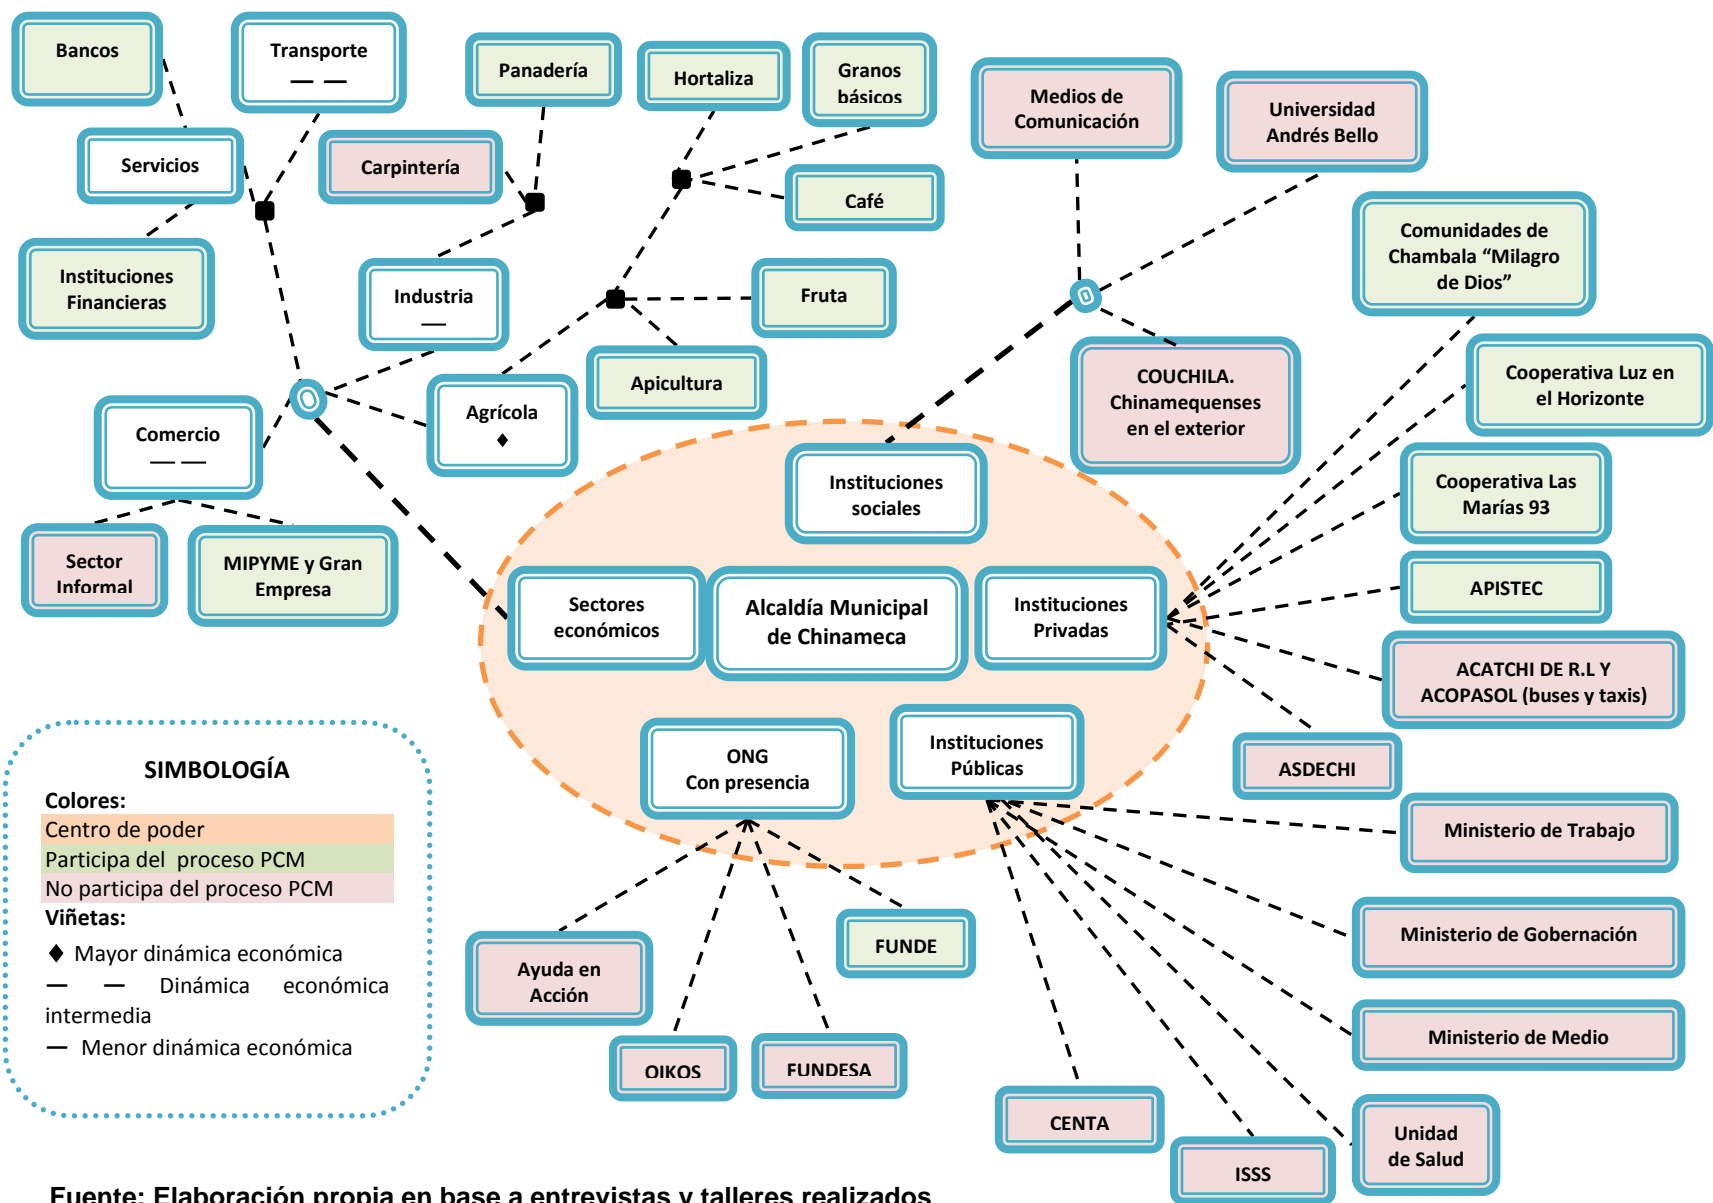 Bancos
Transporte
— —
Panadería
Hortaliza
Granos
básicos
Medios de
Comunicación
Universidad
Andrés Bello
Servicios
Carpintería
Café
Comunidades de
Chambala “Milagro
de Dios”
Instituciones
Financieras
Industria
—
Fruta
Apicultura
COUCHILA.
Chinamequenses
en el exterior
Cooperativa Luz en
el Horizonte
Comercio
— —
Agrícola
♦
Instituciones
sociales
Cooperativa Las
Marías 93
Sector
Informal
MIPYME y Gran
Empresa
Sectores
económicos
Alcaldía Municipal
de Chinameca
Instituciones
Privadas
APISTEC
ACATCHI DE R.L Y
ACOPASOL (buses y taxis)
ONG
Con presencia
Instituciones
Públicas
ASDECHI
SIMBOLOGÍA
Colores:
Centro de poder
Participa del proceso PCM
No participa del proceso PCM
Viñetas:
♦ Mayor dinámica económica
— — Dinámica económica
intermedia
— Menor dinámica económica
Ministerio de Trabajo
Ministerio de Gobernación
Ministerio de Medio
FUNDE
Ayuda en
Acción
OIKOS
FUNDESA
CENTA
ISSS
Unidad
de Salud
Fuente: Elaboración propia en base a entrevistas y talleres realizados